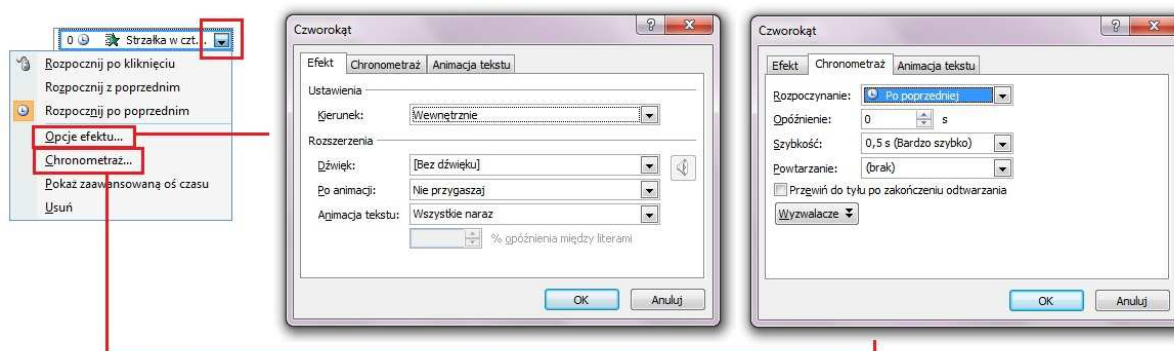 0 Strzałka w czt...
Rozpocznij po kliknięciu
Rozpocznij z poprzednim
Rozpocznij po poprzednim
Opcje efektu...
Chronometraż...
Pokaż zaawansowaną oś czasu
Usuń
Czworokąt
Efekt Chronometraż Animacja tekstu
Ustawienia
Kierunek: Wewnętrznie
Rozszerzenia
Dźwięk: [Bez dźwięku]
Po animacji: Nie przygaszaj
Animacja tekstu: Wszystkie naraz
% opóźnienia między literami
OK Anuluj
Czworokąt
Efekt Chronometraż Animacja tekstu
Rozpoczynanie: Po poprzedniej
Opóźnienie: 0 s
Szybkość: 0,5 s (Bardzo szybko)
Powtarzanie: (brak)
Przewiń do tyłu po zakończeniu odtwarzania
Wyzwalacze
OK Anuluj